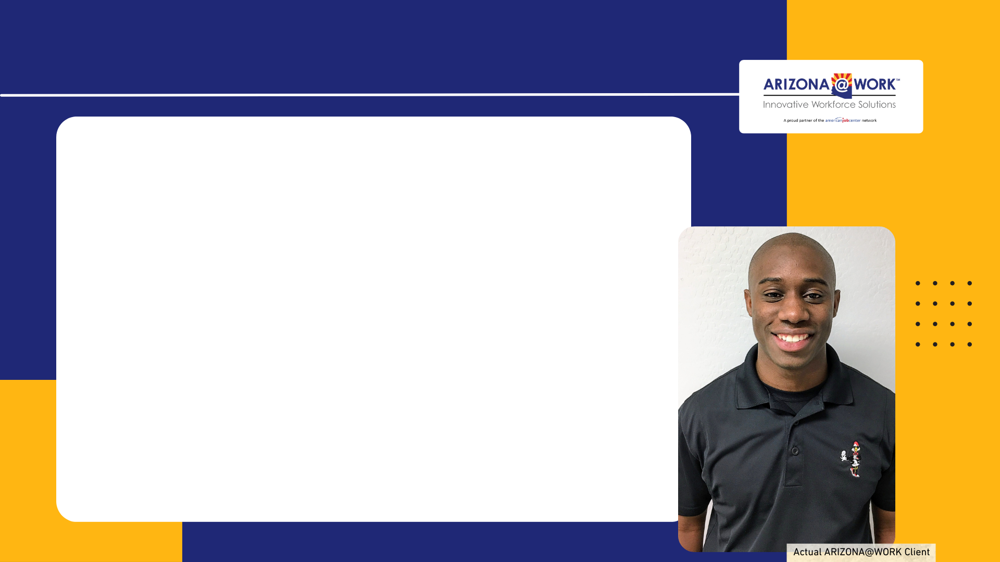 ARIZONA@WORK™
Innovative Workforce Solutions
A proud partner of the americanjobcenter network
Actual ARIZONA@WORK Client